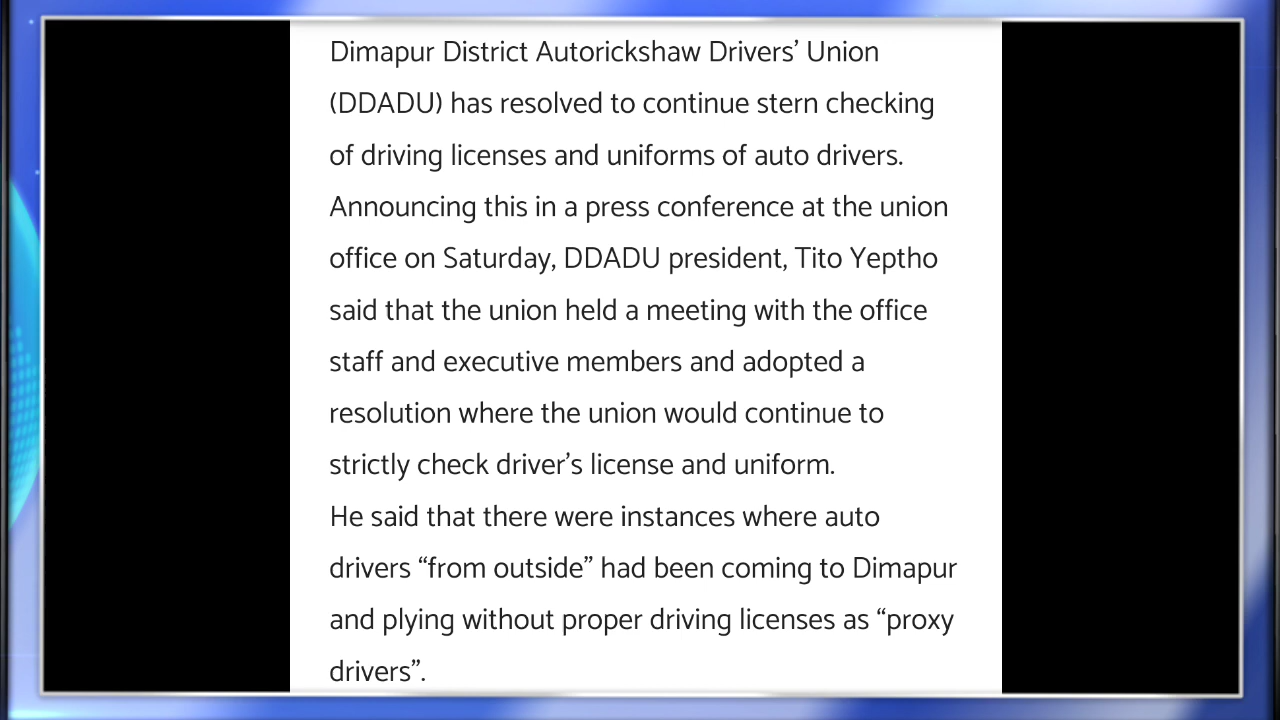 Dimapur District Autorickshaw Drivers’ Union
(DDADU) has resolved to continue stern checking
of driving licenses and uniforms of auto drivers.
Announcing this in a press conference at the union
office on Saturday, DDADU president, Tito Yeptho
said that the union held a meeting with the office
staff and executive members and adopted a
resolution where the union would continue to
strictly check driver’s license and uniform.
He said that there were instances where auto
drivers “from outside” had been coming to Dimapur
and plying without proper driving licenses as “proxy
drivers”.